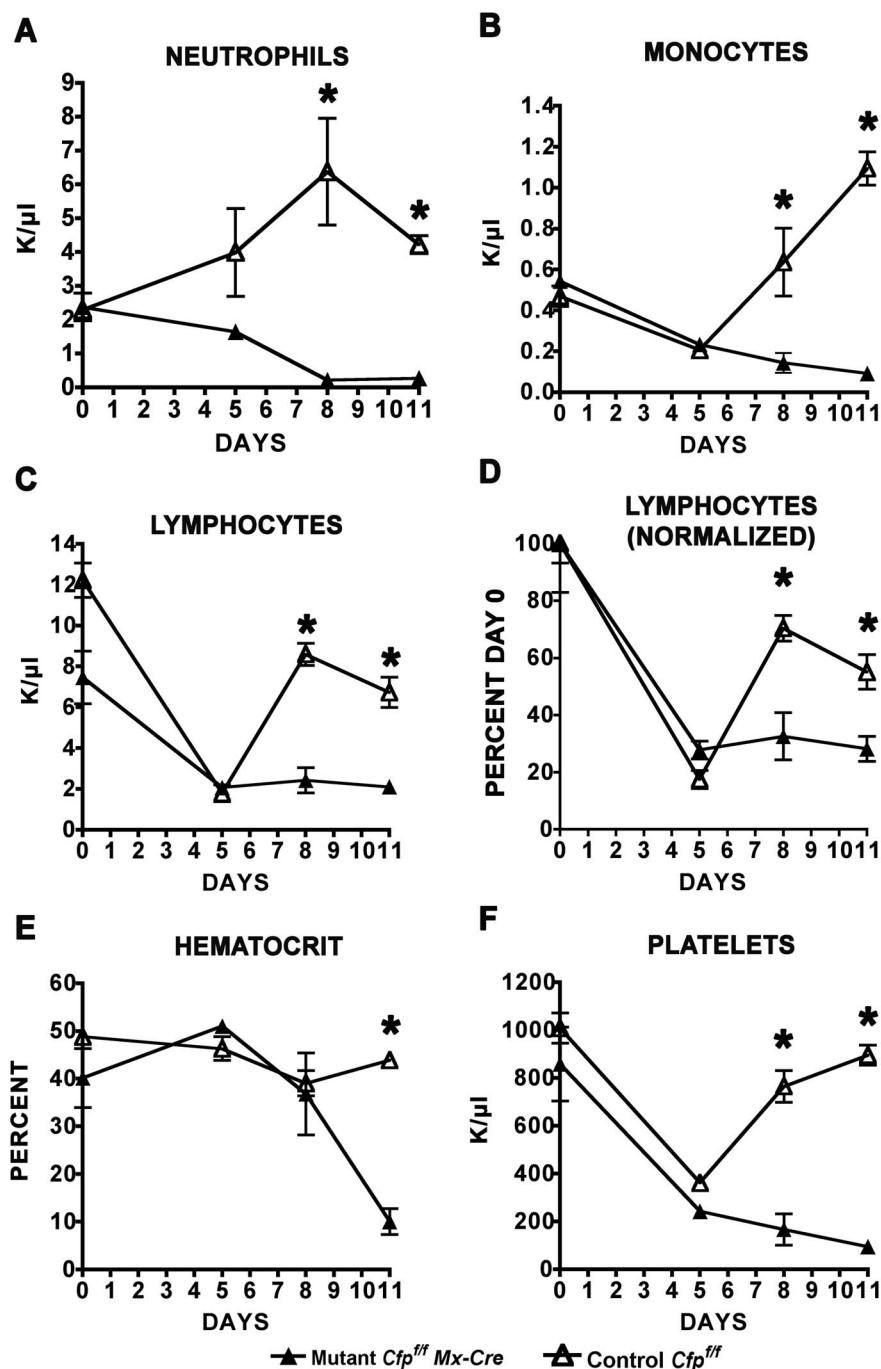 A
NEUTROPHILS
9
8
7
6
5
4
3
2
1
0
K/µl
*
*
0 1 2 3 4 5 6 7 8 9 10 11
DAYS
B
MONOCYTES
1.4
1.2
1.0
0.8
0.6
0.4
0.2
0.0
K/µl
*
*
0 1 2 3 4 5 6 7 8 9 10 11
DAYS
C
LYMPHOCYTES
14
12
10
8
6
4
2
0
K/µl
*
*
0 1 2 3 4 5 6 7 8 9 10 11
DAYS
D
LYMPHOCYTES
(NORMALIZED)
100
80
60
40
20
0
PERCENT DAY 0
*
*
0 1 2 3 4 5 6 7 8 9 10 11
DAYS
E
HEMATOCRIT
60
50
40
30
20
10
0
PERCENT
*
0 1 2 3 4 5 6 7 8 9 10 11
DAYS
F
PLATELETS
1200
1000
800
600
400
200
0
K/µl
*
*
0 1 2 3 4 5 6 7 8 9 10 11
DAYS
Mutant Cfp^f/f Mx-Cre
Control Cfp^f/f